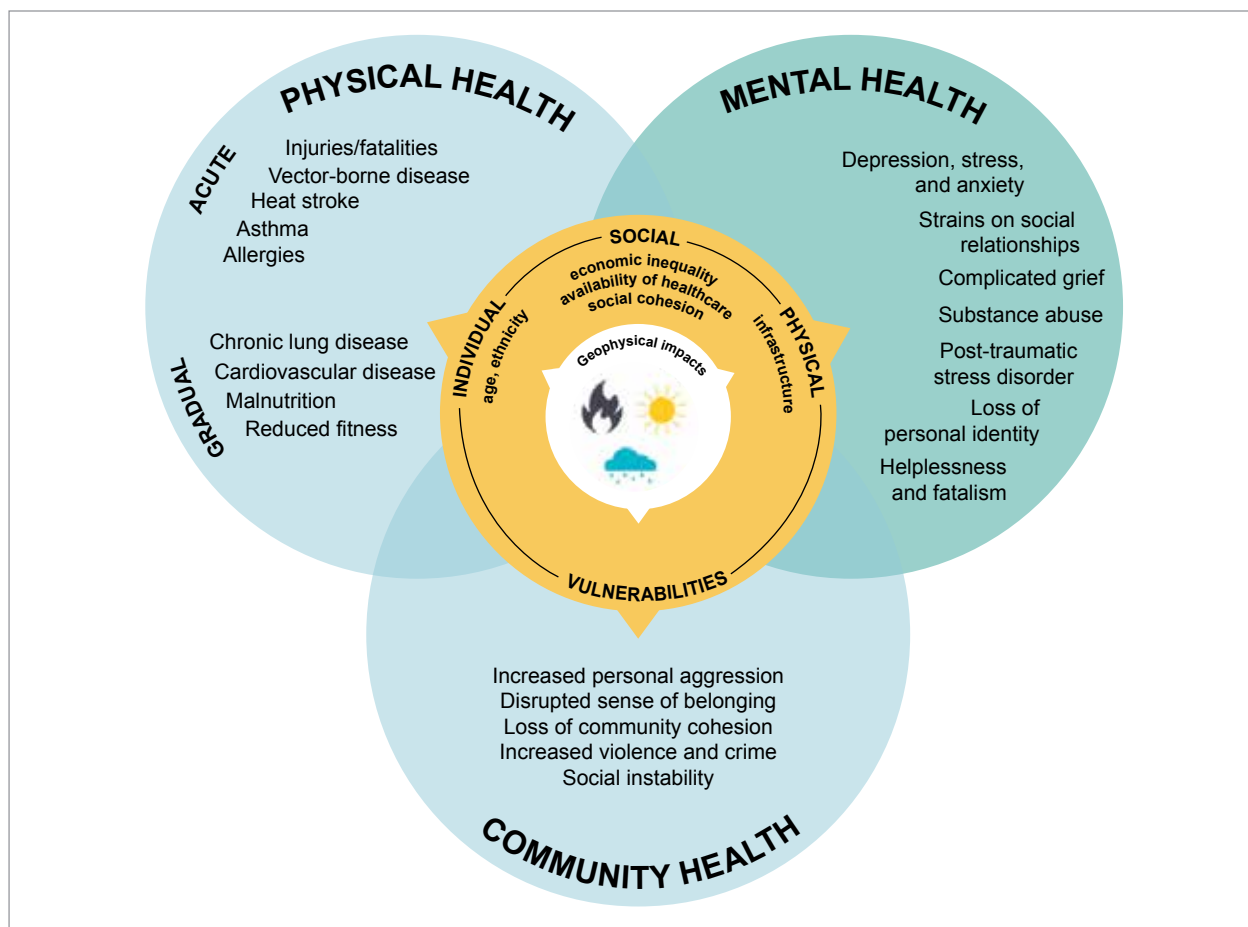 PHYSICAL HEALTH
ACUTE
Injuries/fatalities
Vector-borne disease
Heat stroke
Asthma
Allergies
GRADUAL
Chronic lung disease
Cardiovascular disease
Malnutrition
Reduced fitness
MENTAL HEALTH
Depression, stress,
and anxiety
Strains on social
relationships
Complicated grief
Substance abuse
Post-traumatic
stress disorder
Loss of
personal identity
Helplessness
and fatalism
SOCIAL
economic inequality
availability of healthcare
social cohesion
INDIVIDUAL
age, ethnicity
PHYSICAL
infrastructure
Geophysical impacts
VULNERABILITIES
Increased personal aggression
Disrupted sense of belonging
Loss of community cohesion
Increased violence and crime
Social instability
COMMUNITY HEALTH